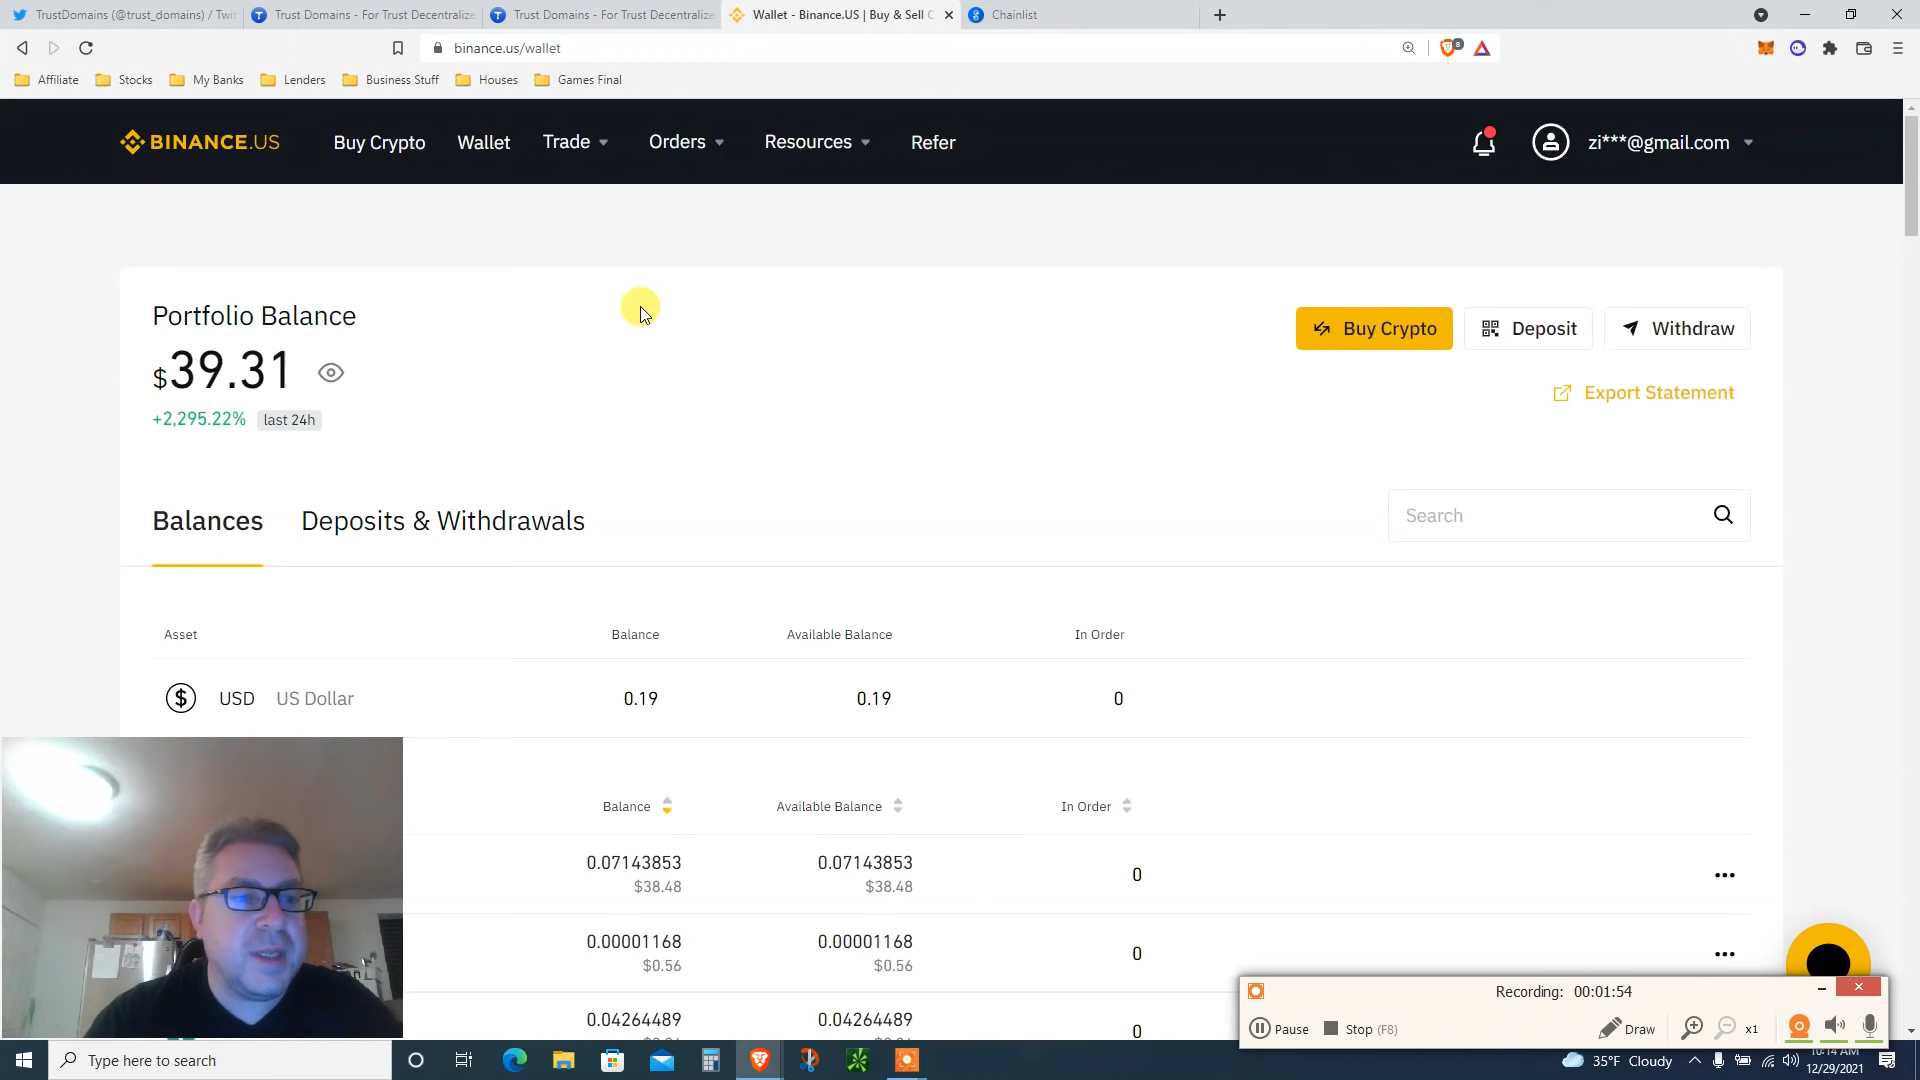 TrustDomains (@trust_domains) / Twit
Trust Domains - For Trust Decentralize
Trust Domains - For Trust Decentralize
Wallet - Binance.US | Buy & Sell C
Chainlist
binance.us/wallet
8
Affiliate
Stocks
My Banks
Lenders
Business Stuff
Houses
Games Final
BINANCE.US
Buy Crypto
Wallet
Trade
Orders
Resources
Refer
zi***@gmail.com
Portfolio Balance
$39.31
+2,295.22% last 24h
Buy Crypto
Deposit
Withdraw
Export Statement
Balances
Deposits & Withdrawals
Search
Asset Balance Available Balance In Order
USD US Dollar 0.19 0.19 0
Balance Available Balance In Order
0.07143853 0.07143853 0
$38.48 $38.48
0.00001168 0.00001168 0
$0.56 $0.56
0.04264489 0.04264489 0
Recording: 00:01:54
Pause
Stop (F8)
Draw
x1
Type here to search
35°F Cloudy
10:14 AM
12/29/2021